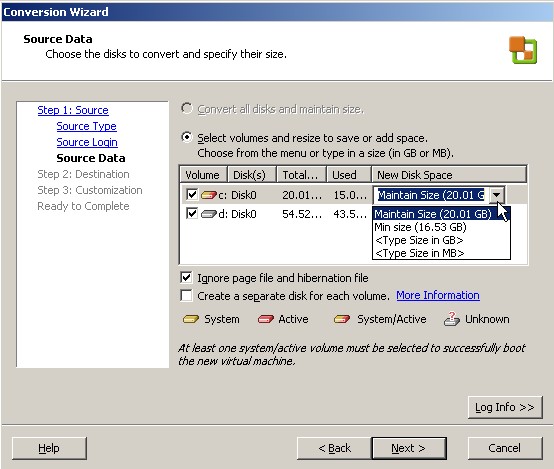 Conversion Wizard
Source Data
Choose the disks to convert and specify their size.
Step 1: Source
Source Type
Source Login
Source Data
Step 2: Destination
Step 3: Customization
Ready to Complete
Convert all disks and maintain size.
Select volumes and resize to save or add space.
Choose from the menu or type in a size (in GB or MB).
Volume Disk(s) Total... Used New Disk Space
c: Disk0 20.01... 15.0... Maintain Size (20.01 G
d: Disk0 54.52... 43.5...
Maintain Size (20.01 GB)
Min size (16.53 GB)
<Type Size in GB>
<Type Size in MB>
Ignore page file and hibernation file
Create a separate disk for each volume. More Information
System Active System/Active Unknown
At least one system/active volume must be selected to successfully boot
the new virtual machine.
Log Info >>
Help < Back Next > Cancel